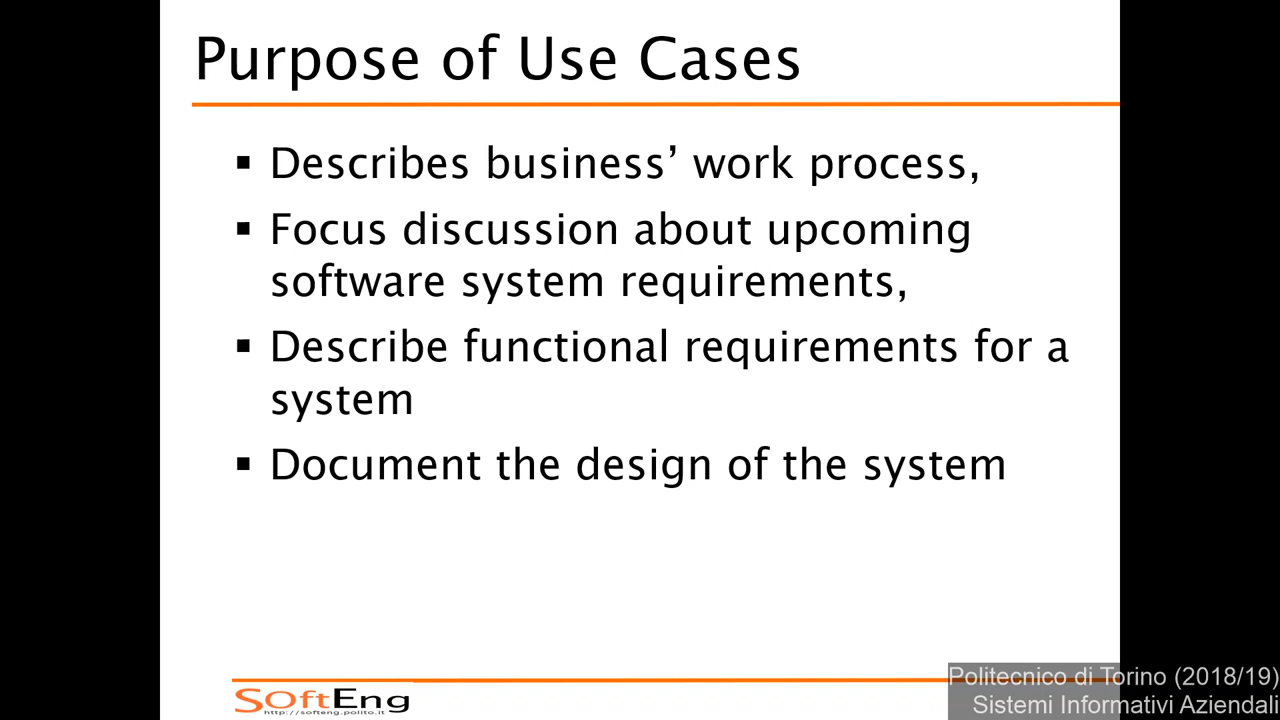 Purpose of Use Cases
▪ Describes business’ work process,
▪ Focus discussion about upcoming
software system requirements,
▪ Describe functional requirements for a
system
▪ Document the design of the system
SoftEng
http://softeng.polito.it
Politecnico di Torino (2018/19)
Sistemi Informativi Aziendali